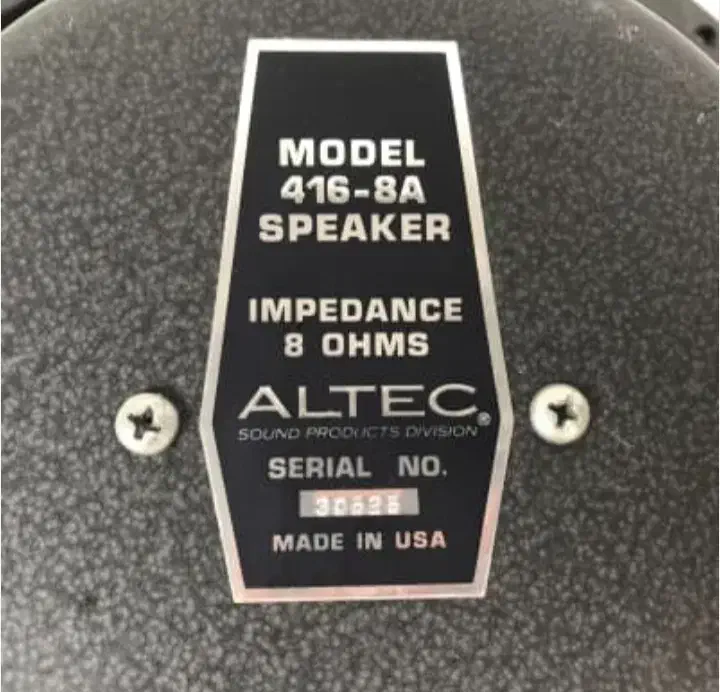 MODEL
416-8A
SPEAKER
IMPEDANCE
8 OHMS
ALTEC®
SOUND PRODUCTS DIVISION
SERIAL NO.
MADE IN USA